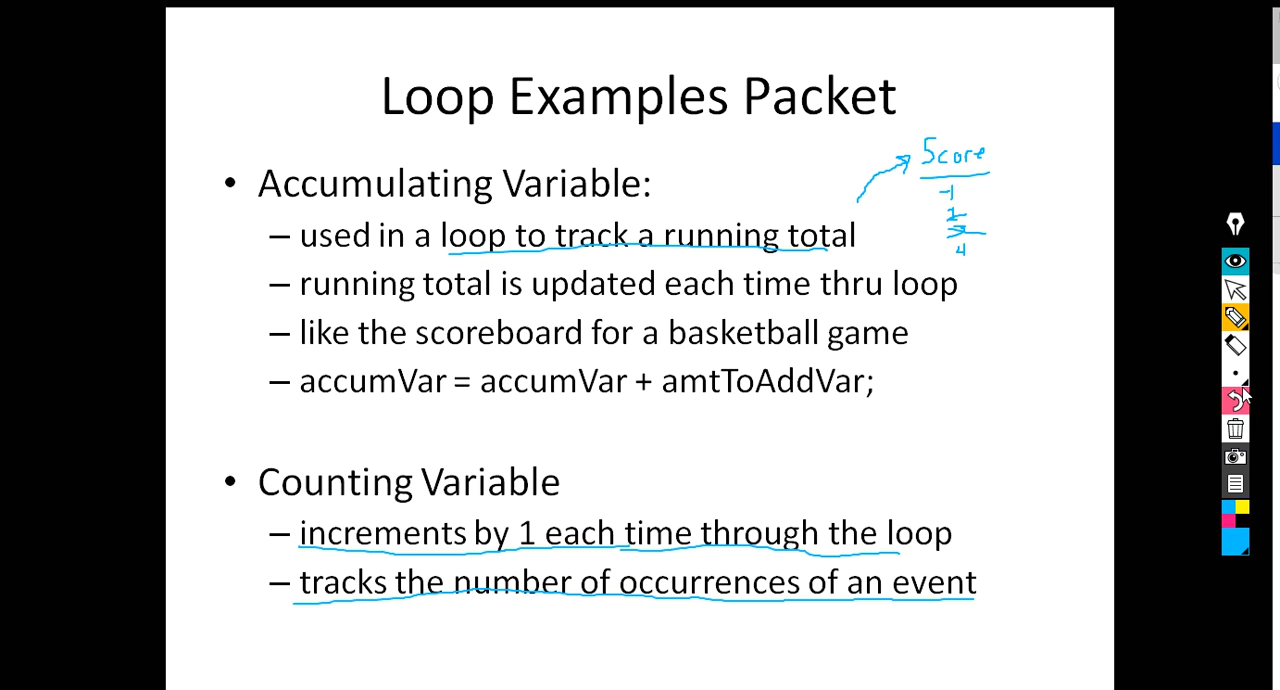 Loop Examples Packet
Score
• Accumulating Variable:
– used in a loop to track a running total
4
– running total is updated each time thru loop
– like the scoreboard for a basketball game
– accumVar = accumVar + amtToAddVar;
• Counting Variable
– increments by 1 each time through the loop
– tracks the number of occurrences of an event